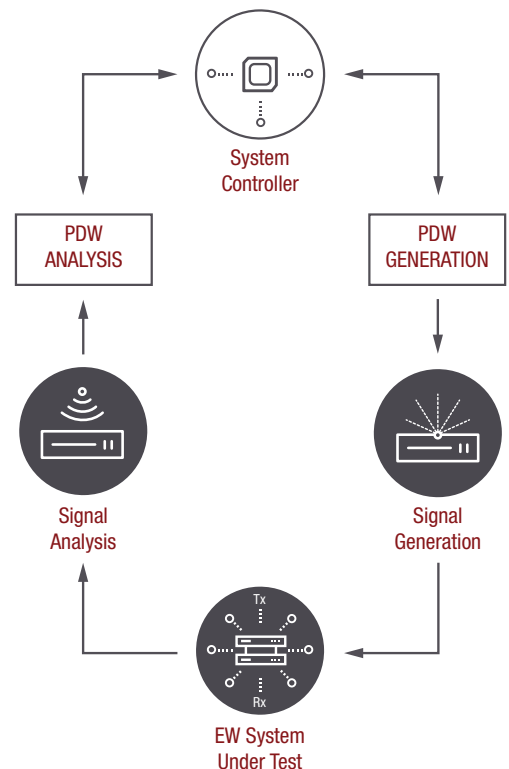 System
Controller
PDW
ANALYSIS
PDW
GENERATION
Signal
Analysis
Signal
Generation
Tx
Rx
EW System
Under Test